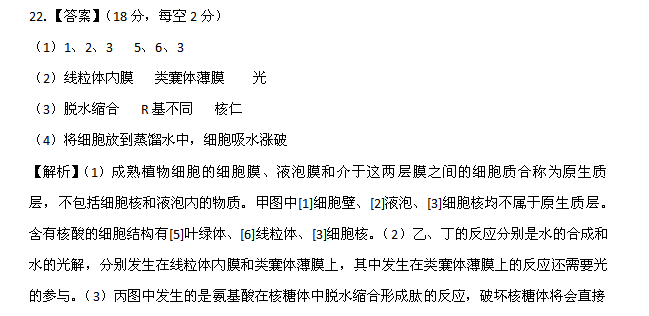 22.【答案】（18 分，每空 2 分）
（1）1、2、3 5、6、3
（2）线粒体内膜 类囊体薄膜 光
（3）脱水缩合 R 基不同 核仁
（4）将细胞放到蒸馏水中，细胞吸水涨破
【解析】（1）成熟植物细胞的细胞膜、液泡膜和介于这两层膜之间的细胞质合称为原生质
层，不包括细胞核和液泡内的物质。甲图中[1]细胞壁、[2]液泡、[3]细胞核均不属于原生质层。
含有核酸的细胞结构有[5]叶绿体、[6]线粒体、[3]细胞核。（2）乙、丁的反应分别是水的合成和
水的光解，分别发生在线粒体内膜和类囊体薄膜上，其中发生在类囊体薄膜上的反应还需要光
的参与。（3）丙图中发生的是氨基酸在核糖体中脱水缩合形成肽的反应，破坏核糖体将会直接